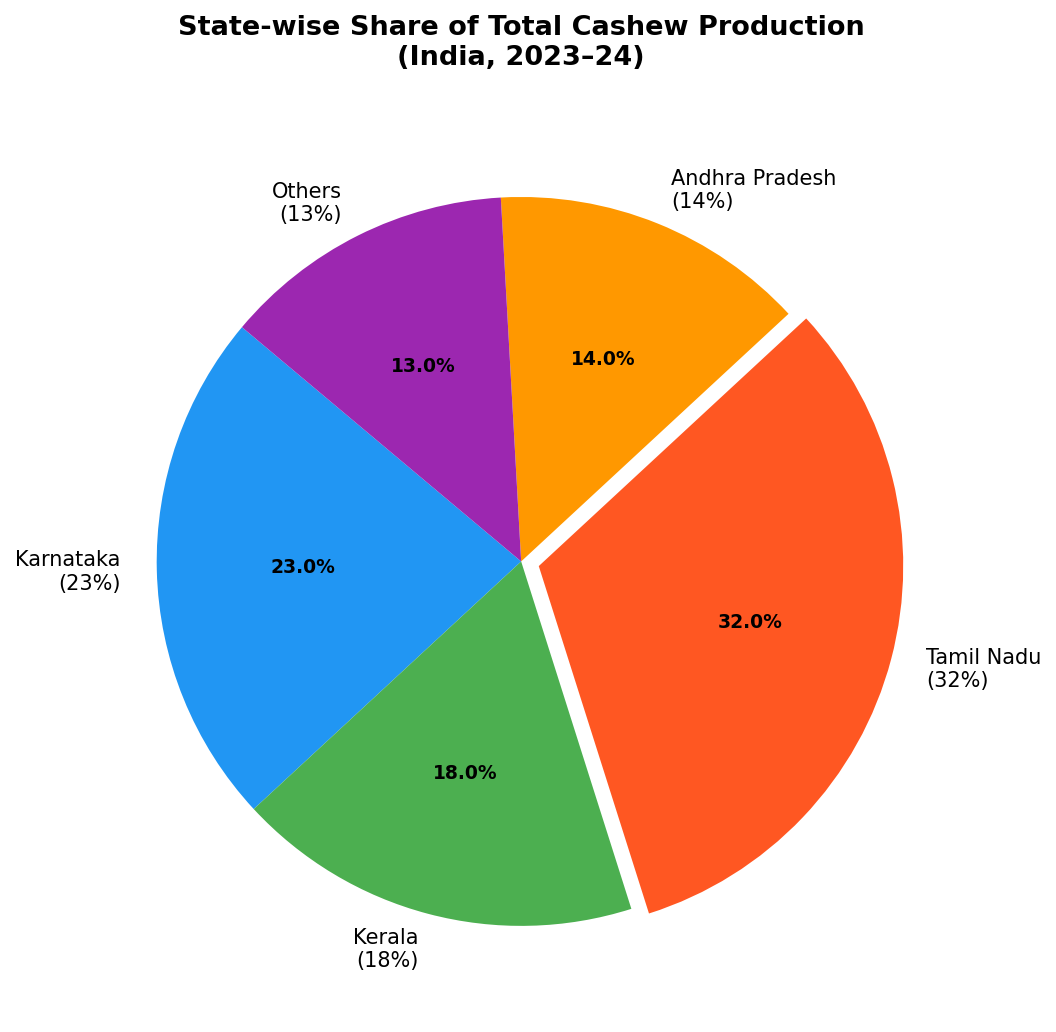 State-wise Share of Total Cashew Production
(India, 2023–24)
Andhra Pradesh
(14%)
Others
(13%)
14.0%
13.0%
Karnataka
(23%)
23.0%
32.0%
Tamil Nadu
(32%)
18.0%
Kerala
(18%)